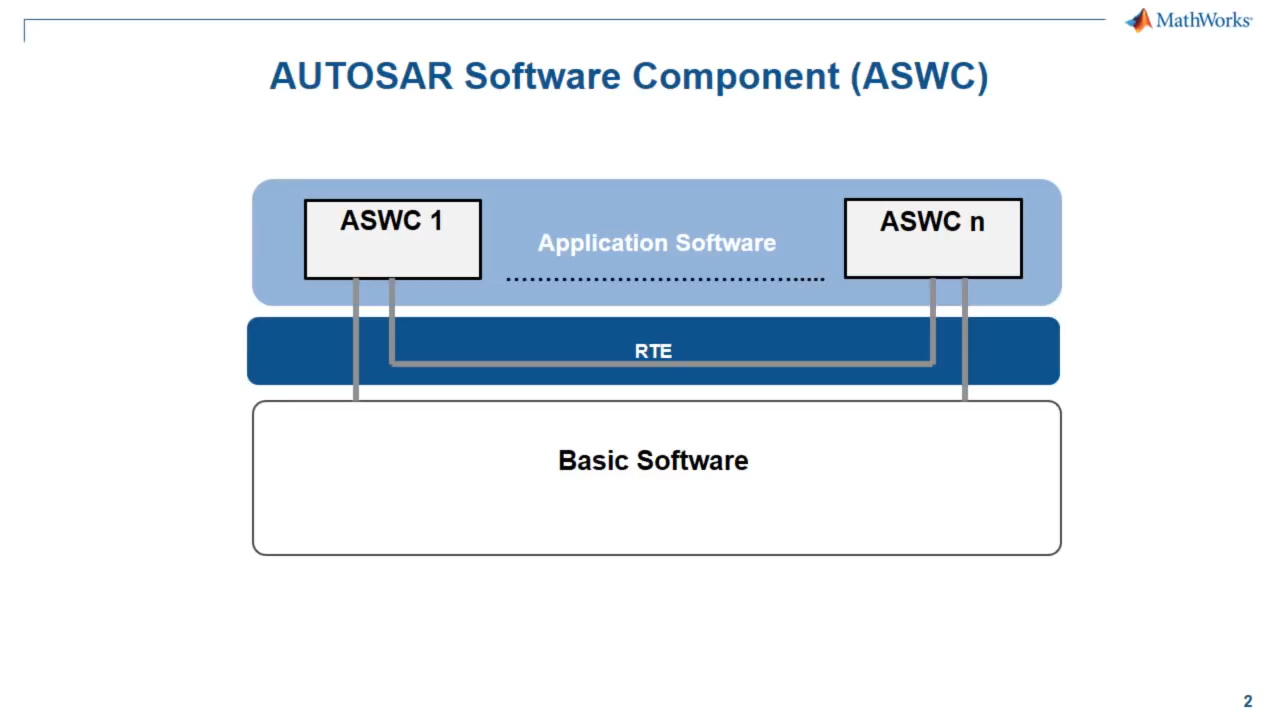 MathWorks
AUTOSAR Software Component (ASWC)
ASWC 1
Application Software
ASWC n
RTE
Basic Software
2